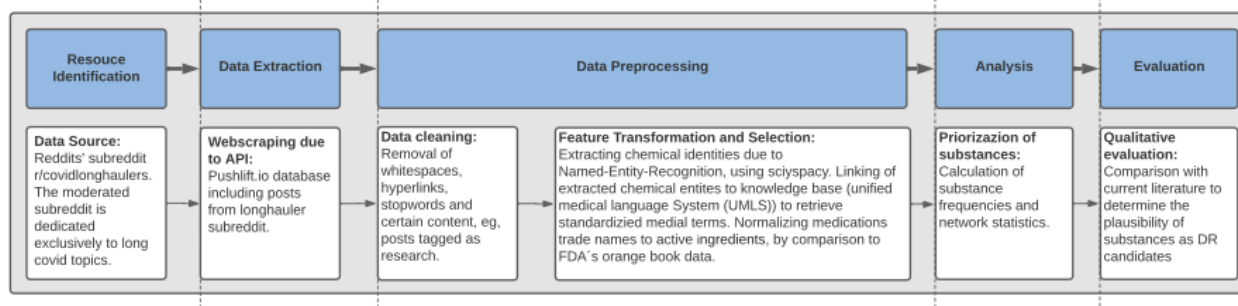 Resouce
Identification
Data Extraction
Data Preprocessing
Analysis
Evaluation
Data Source:
Reddits' subreddit
r/covidlonghaulers.
The moderated
subreddit is
dedicated
exclusively to long
covid topics.
Webscraping due
to API:
Pushlift.io database
including posts
from longhauler
subreddit.
Data cleaning:
Removal of
whitespaces,
hyperlinks,
stopwords and
certain content, eg,
posts tagged as
research.
Feature Transformation and Selection:
Extracting chemical identities due to
Named-Entity-Recognition, using sciyspacy. Linking of
extracted chemical entites to knowledge base (unified
medical language System (UMLS)) to retrieve
standardizied medial terms. Normalizing medications
trade names to active ingredients, by comparison to
FDA´s orange book data.
Priorizazion of
substances:
Calculation of
substance
frequencies and
network statistics.
Qualitative
evaluation:
Comparison with
current literature to
determine the
plausibility of
substances as DR
candidates